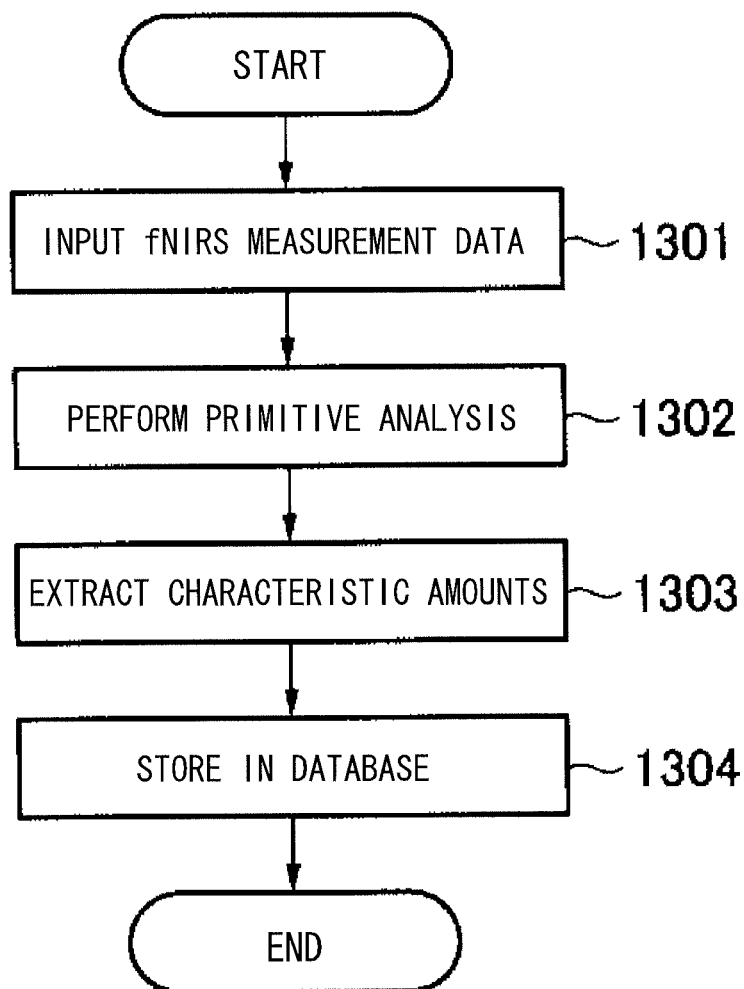 START
INPUT fNIRS MEASUREMENT DATA
1301
PERFORM PRIMITIVE ANALYSIS
1302
EXTRACT CHARACTERISTIC AMOUNTS
1303
STORE IN DATABASE
1304
END